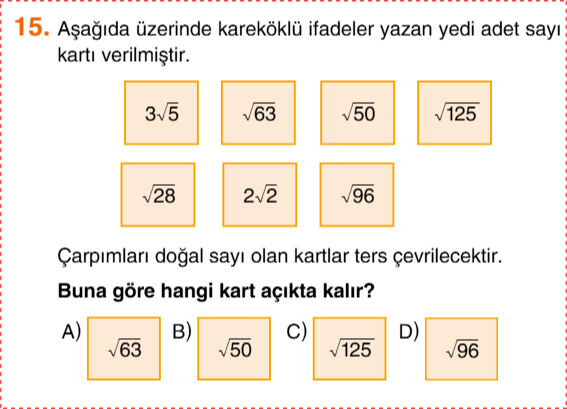 15. Aşağıda üzerinde kareköklü ifadeler yazan yedi adet sayı
kartı verilmiştir.
3√5 √63 √50 √125
√28 2√2 √96
Çarpımları doğal sayı olan kartlar ters çevrilecektir.
Buna göre hangi kart açıkta kalır?
A) √63 B) √50 C) √125 D) √96